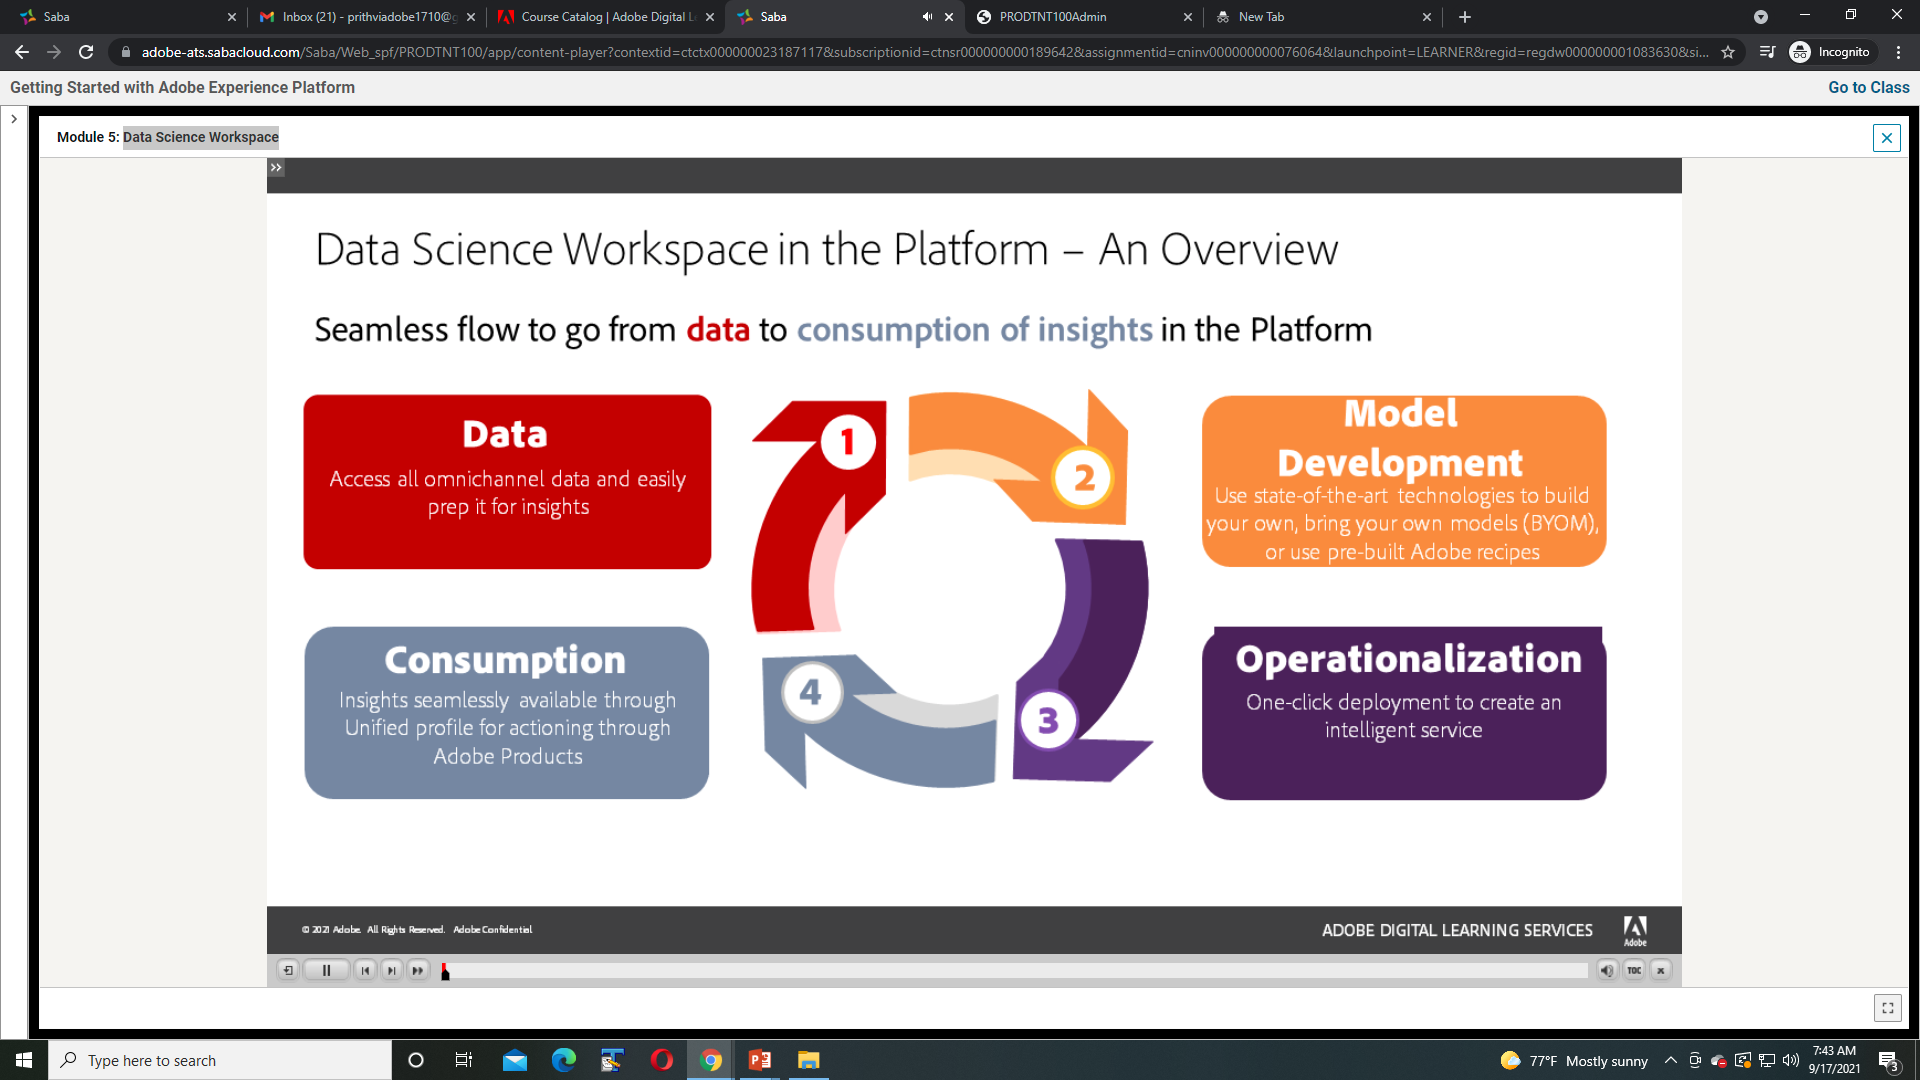 Saba
Inbox (21) - prithviadobe1710@g
Course Catalog | Adobe Digital L
Saba
PRODTNT100Admin
New Tab
adobe-ats.sabacloud.com/Saba/Web_spf/PRODTNT100/app/content-player?contextid=ctctx000000023187117&subscriptionid=ctnsr000000000189642&assignmentid=cninv000000000076064&launchpoint=LEARNER&regid=regdw000000001083630&si...
Incognito
Getting Started with Adobe Experience Platform
Go to Class
Module 5: Data Science Workspace
Data Science Workspace in the Platform – An Overview
Seamless flow to go from data to consumption of insights in the Platform
Data
Access all omnichannel data and easily
prep it for insights
1
2
Model
Development
Use state-of-the-art technologies to build
your own, bring your own models (BYOM),
or use pre-built Adobe recipes
Consumption
Insights seamlessly available through
Unified profile for actioning through
Adobe Products
4
3
Operationalization
One-click deployment to create an
intelligent service
© 2021 Adobe. All Rights Reserved. Adobe Confidential
ADOBE DIGITAL LEARNING SERVICES
Adobe
TOC
Type here to search
77°F Mostly sunny
7:43 AM
9/17/2021
3